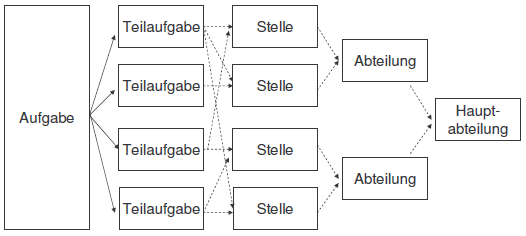 Aufgabe
Teilaufgabe
Teilaufgabe
Teilaufgabe
Teilaufgabe
Stelle
Stelle
Stelle
Stelle
Abteilung
Abteilung
Haupt-
abteilung